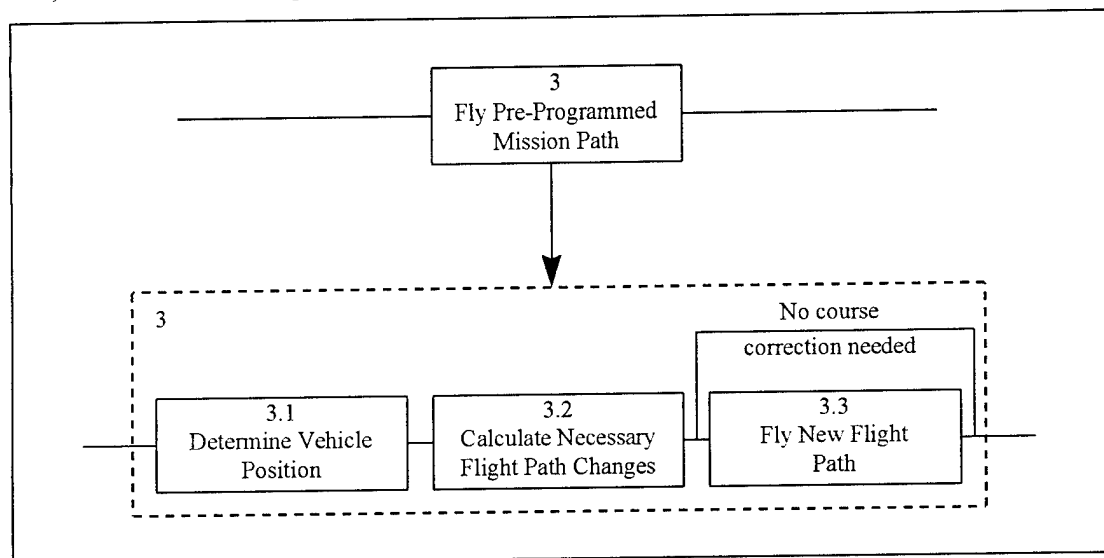 3
Fly Pre-Programmed
Mission Path
3
No course
correction needed
3.1
Determine Vehicle
Position
3.2
Calculate Necessary
Flight Path Changes
3.3
Fly New Flight
Path